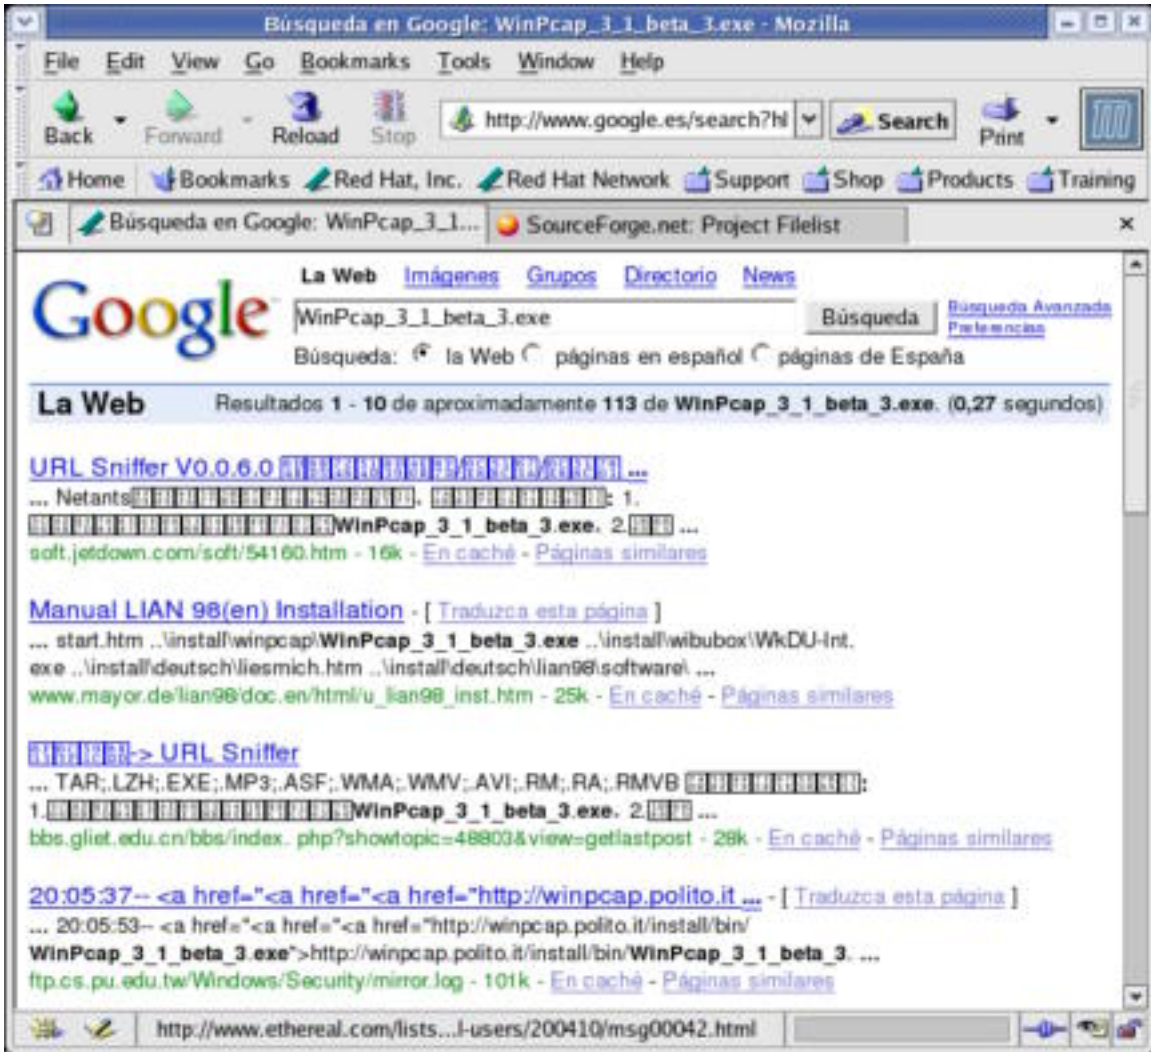 Búsqueda en Google: WinPcap_3_1_beta_3.exe - Mozilla
File Edit View Go Bookmarks Tools Window Help
Back Forward Reload Stop http://www.google.es/search?hl Search Print
Home Bookmarks Red Hat, Inc. Red Hat Network Support Shop Products Training
Búsqueda en Google: WinPcap_3_1... SourceForge.net: Project Filelist
La Web Imágenes Grupos Directorio News
Google
WinPcap_3_1_beta_3.exe Búsqueda Búsqueda Avanzada
Preferencias
Búsqueda: la Web páginas en español páginas de España
La Web Resultados 1 - 10 de aproximadamente 113 de WinPcap_3_1_beta_3.exe. (0,27 segundos)
URL Sniffer V0.0.6.0 ...
... Netants . : 1.
WinPcap_3_1_beta_3.exe. 2. ...
soft.jetdown.com/soft/54160.htm - 16k - En caché - Páginas similares
Manual LIAN 98(en) Installation - [ Traduzca esta página ]
... start.htm ..\install\winpcap\WinPcap_3_1_beta_3.exe ..\install\wibubox\WkDU-Int.
exe ..\install\deutsch\liesmich.htm ..\install\deutsch\lian98\software\ ...
www.mayor.de/lian98/doc.en/html/u_lian98_inst.htm - 25k - En caché - Páginas similares
-> URL Sniffer
... TAR;.LZH;.EXE;.MP3;.ASF;.WMA;.WMV;.AVI;.RM;.RA;.RMVB :
1. WinPcap_3_1_beta_3.exe. 2. ...
bbs.gliet.edu.cn/bbs/index. php?showtopic=48803&view=getlastpost - 28k - En caché - Páginas similares
20:05:37-- <a href="<a href="<a href="http://winpcap.polito.it ... - [ Traduzca esta página ]
... 20:05:53-- <a href="<a href="<a href="http://winpcap.polito.it/install/bin/
WinPcap_3_1_beta_3.exe">http://winpcap.polito.it/install/bin/WinPcap_3_1_beta_3. ...
ftp.cs.pu.edu.tw/Windows/Security/mirror.log - 101k - En caché - Páginas similares
http://www.ethereal.com/lists...l-users/200410/msg00042.html